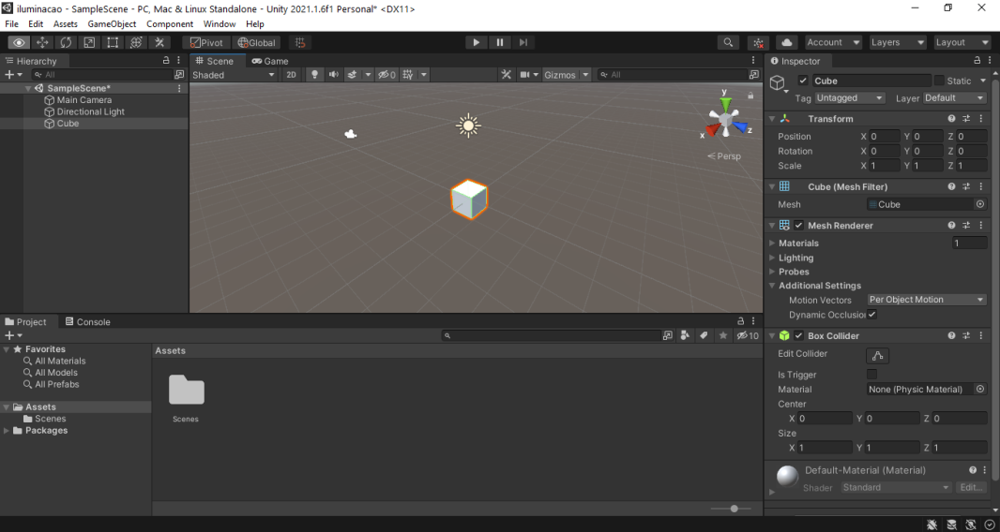 iluminacao - SampleScene - PC, Mac & Linux Standalone - Unity 2021.1.6f1 Personal* <DX11>
File Edit Assets GameObject Component Window Help
Pivot Global Account Layers Layout
Hierarchy
All
SampleScene*
Main Camera
Directional Light
Cube
Scene Game
Shaded 2D 0 Gizmos All
y
x z
Persp
Inspector
Cube Static
Tag Untagged Layer Default
Transform
Position X 0 Y 0 Z 0
Rotation X 0 Y 0 Z 0
Scale X 1 Y 1 Z 1
Cube (Mesh Filter)
Mesh Cube
Mesh Renderer
Materials 1
Lighting
Probes
Additional Settings
Motion Vectors Per Object Motion
Dynamic Occlusion
Box Collider
Edit Collider
Is Trigger
Material None (Physic Material)
Center
X 0 Y 0 Z 0
Size
X 1 Y 1 Z 1
Default-Material (Material)
Shader Standard Edit...
Project Console
10
Favorites
All Materials
All Models
All Prefabs
Assets
Scenes
Packages
Assets
Scenes